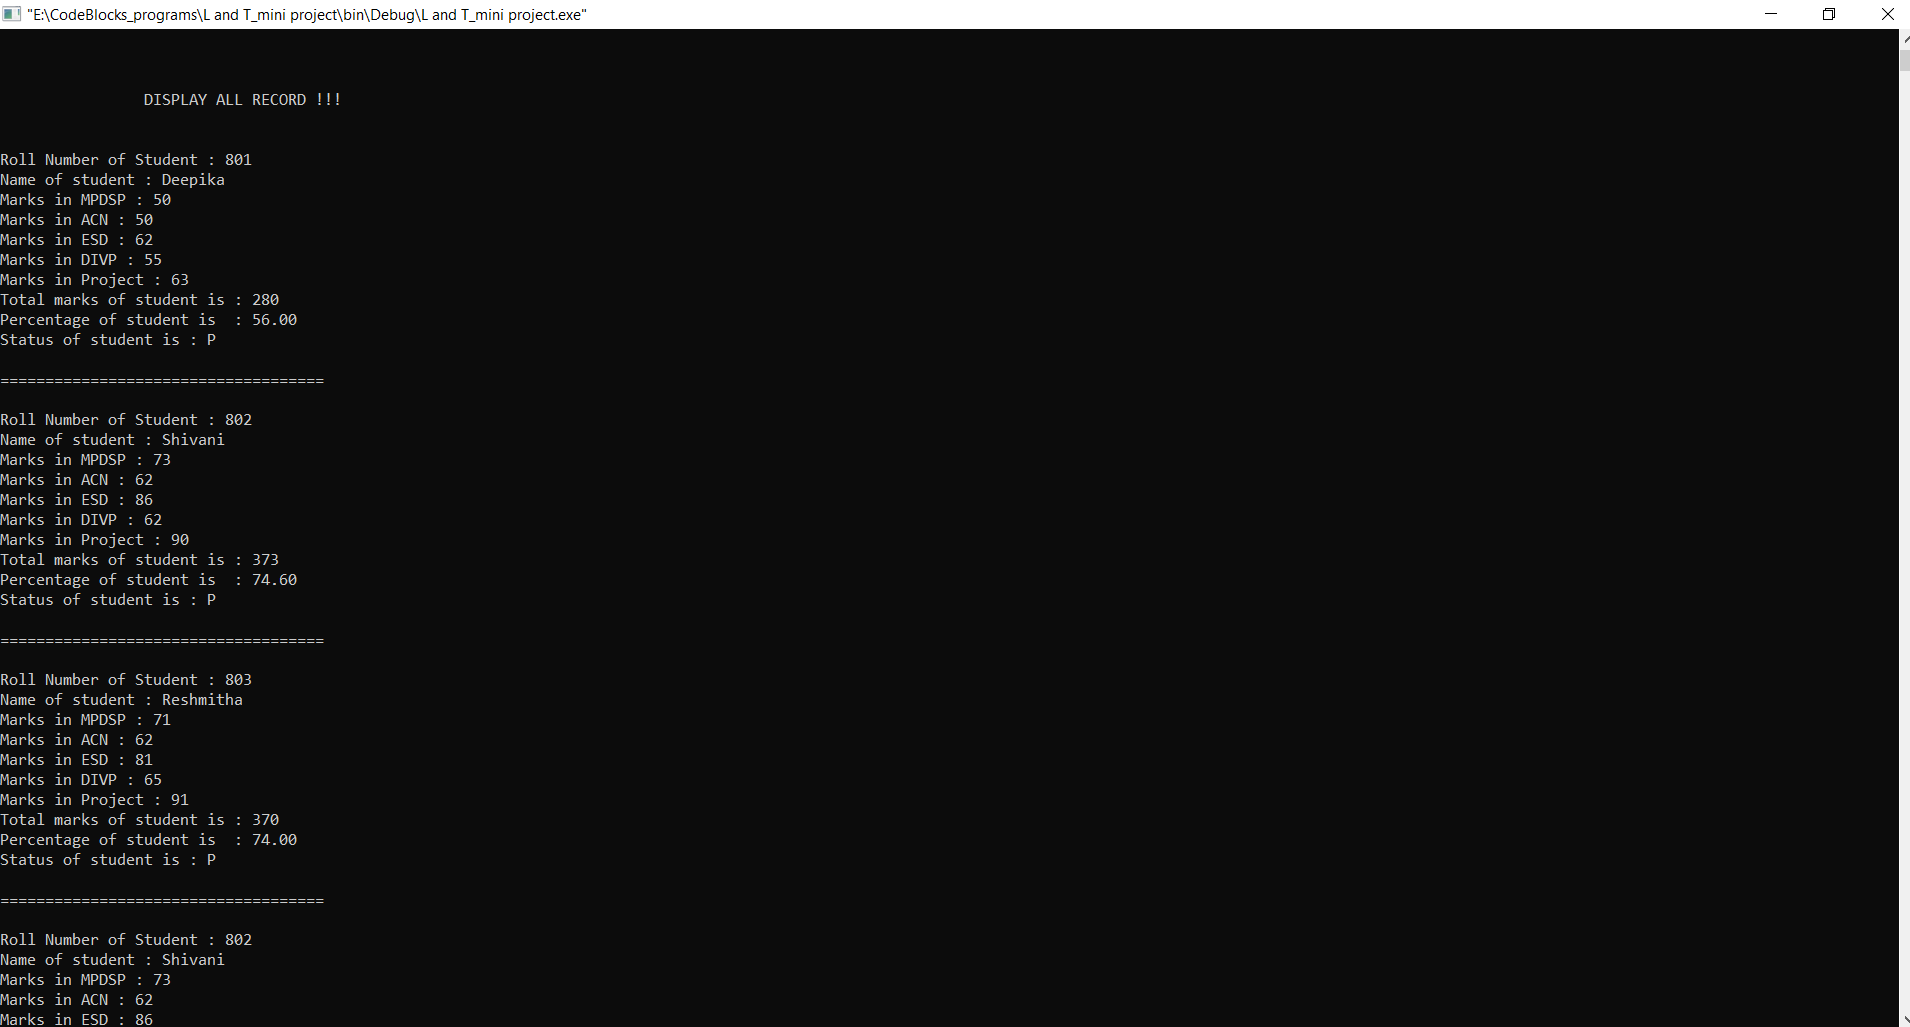 "E:\CodeBlocks_programs\L and T_mini project\bin\Debug\L and T_mini project.exe"
DISPLAY ALL RECORD !!!
Roll Number of Student : 801
Name of student : Deepika
Marks in MPDSP : 50
Marks in ACN : 50
Marks in ESD : 62
Marks in DIVP : 55
Marks in Project : 63
Total marks of student is : 280
Percentage of student is  : 56.00
Status of student is : P
====================================
Roll Number of Student : 802
Name of student : Shivani
Marks in MPDSP : 73
Marks in ACN : 62
Marks in ESD : 86
Marks in DIVP : 62
Marks in Project : 90
Total marks of student is : 373
Percentage of student is  : 74.60
Status of student is : P
====================================
Roll Number of Student : 803
Name of student : Reshmitha
Marks in MPDSP : 71
Marks in ACN : 62
Marks in ESD : 81
Marks in DIVP : 65
Marks in Project : 91
Total marks of student is : 370
Percentage of student is  : 74.00
Status of student is : P
====================================
Roll Number of Student : 802
Name of student : Shivani
Marks in MPDSP : 73
Marks in ACN : 62
Marks in ESD : 86